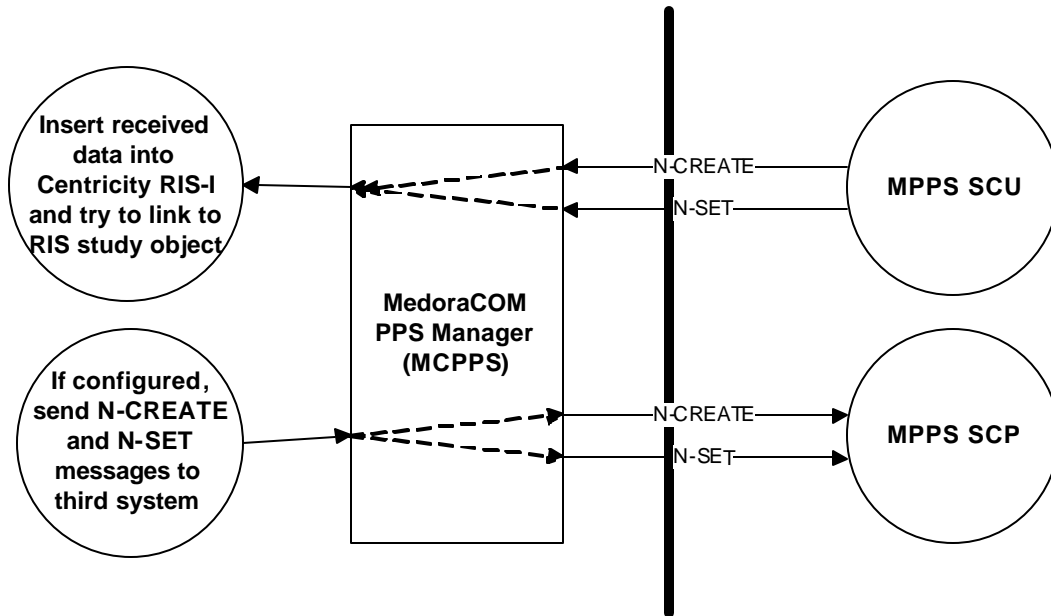 Insert received
data into
Centricity RIS-I
and try to link to
RIS study object
N-CREATE
N-SET
MPPS SCU
MedoraCOM
PPS Manager
(MCPPS)
If configured,
send N-CREATE
and N-SET
messages to
third system
N-CREATE
N-SET
MPPS SCP